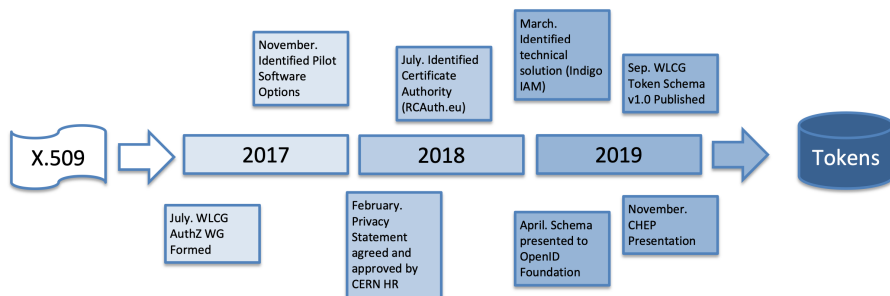 November.
Identified Pilot
Software
Options
July. Identified
Certificate
Authority
(RCAuth.eu)
March.
Identified
technical
solution (Indigo
IAM)
Sep. WLCG
Token Schema
v1.0 Published
X.509
2017
2018
2019
Tokens
July. WLCG
AuthZ WG
Formed
February.
Privacy
Statement
agreed and
approved by
CERN HR
April. Schema
presented to
OpenID
Foundation
November.
CHEP
Presentation